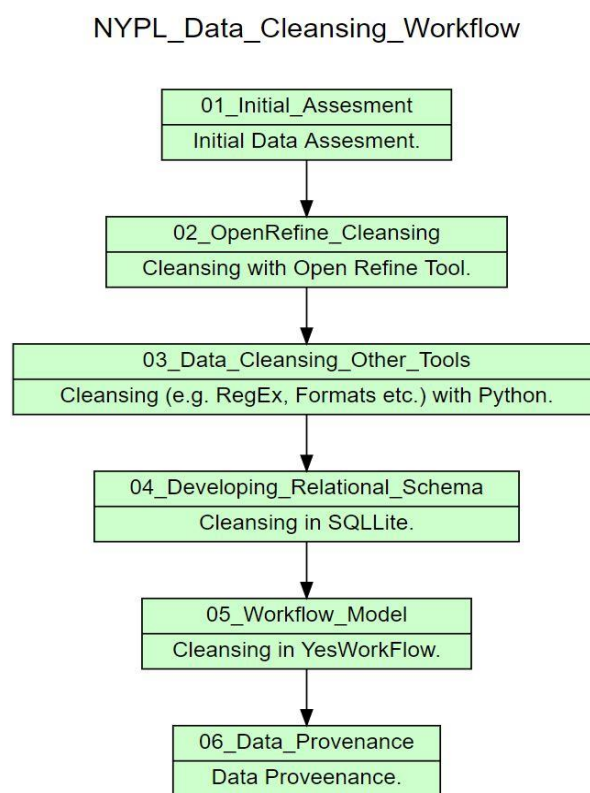 NYPL_Data_Cleansing_Workflow
01_Initial_Assesment
Initial Data Assesment.
02_OpenRefine_Cleansing
Cleansing with Open Refine Tool.
03_Data_Cleansing_Other_Tools
Cleansing (e.g. RegEx, Formats etc.) with Python.
04_Developing_Relational_Schema
Cleansing in SQLLite.
05_Workflow_Model
Cleansing in YesWorkFlow.
06_Data_Provenance
Data Proveenance.